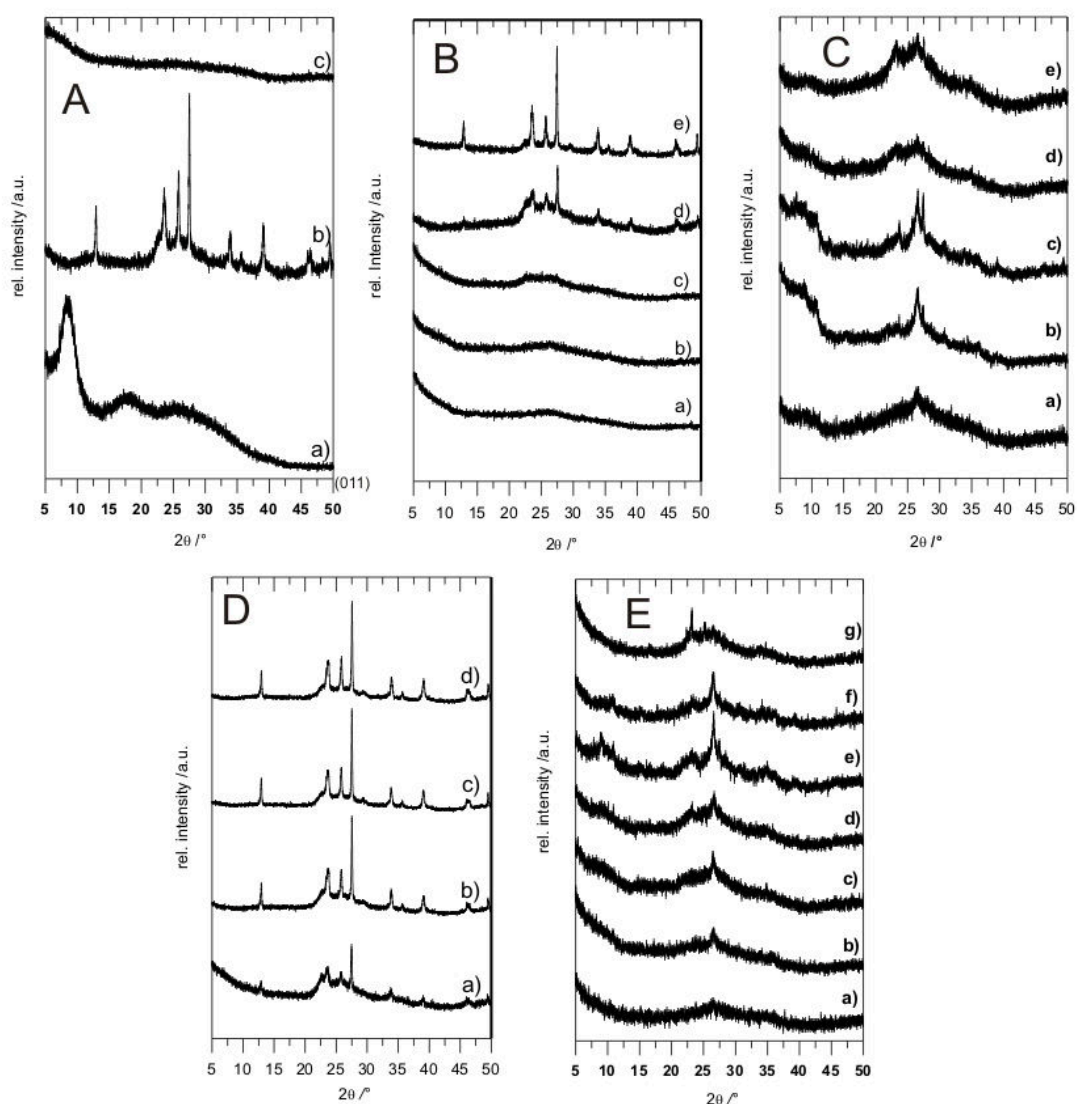 A
c)
b)
a)
rel. intensity /a.u.
5 10 15 20 25 30 35 40 45 50
(011)
2θ /°
B
e)
d)
c)
b)
a)
rel. Intensity /a.u.
5 10 15 20 25 30 35 40 45 50
2θ /°
C
e)
d)
c)
b)
a)
rel. intensity /a.u.
5 10 15 20 25 30 35 40 45 50
2θ /°
D
d)
c)
b)
a)
rel. intensity /a.u.
5 10 15 20 25 30 35 40 45 50
2θ /°
E
g)
f)
e)
d)
c)
b)
a)
rel. intensity /a.u.
5 10 15 20 25 30 35 40 45 50
2θ /°